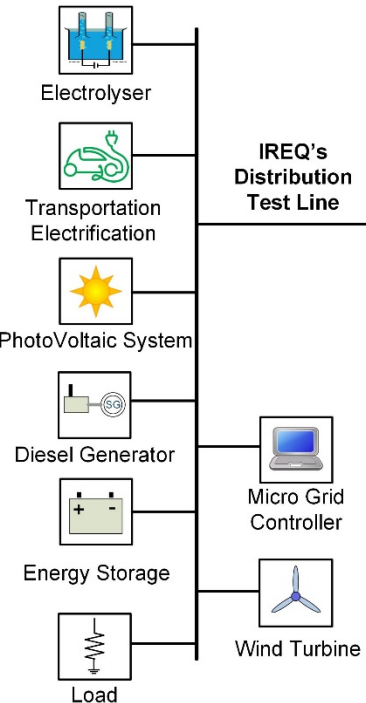 Electrolyser
IREQ's
Distribution
Test Line
Transportation
Electrification
PhotoVoltaic System
SG
Diesel Generator
Micro Grid
Controller
+ -
Energy Storage
Wind Turbine
Load